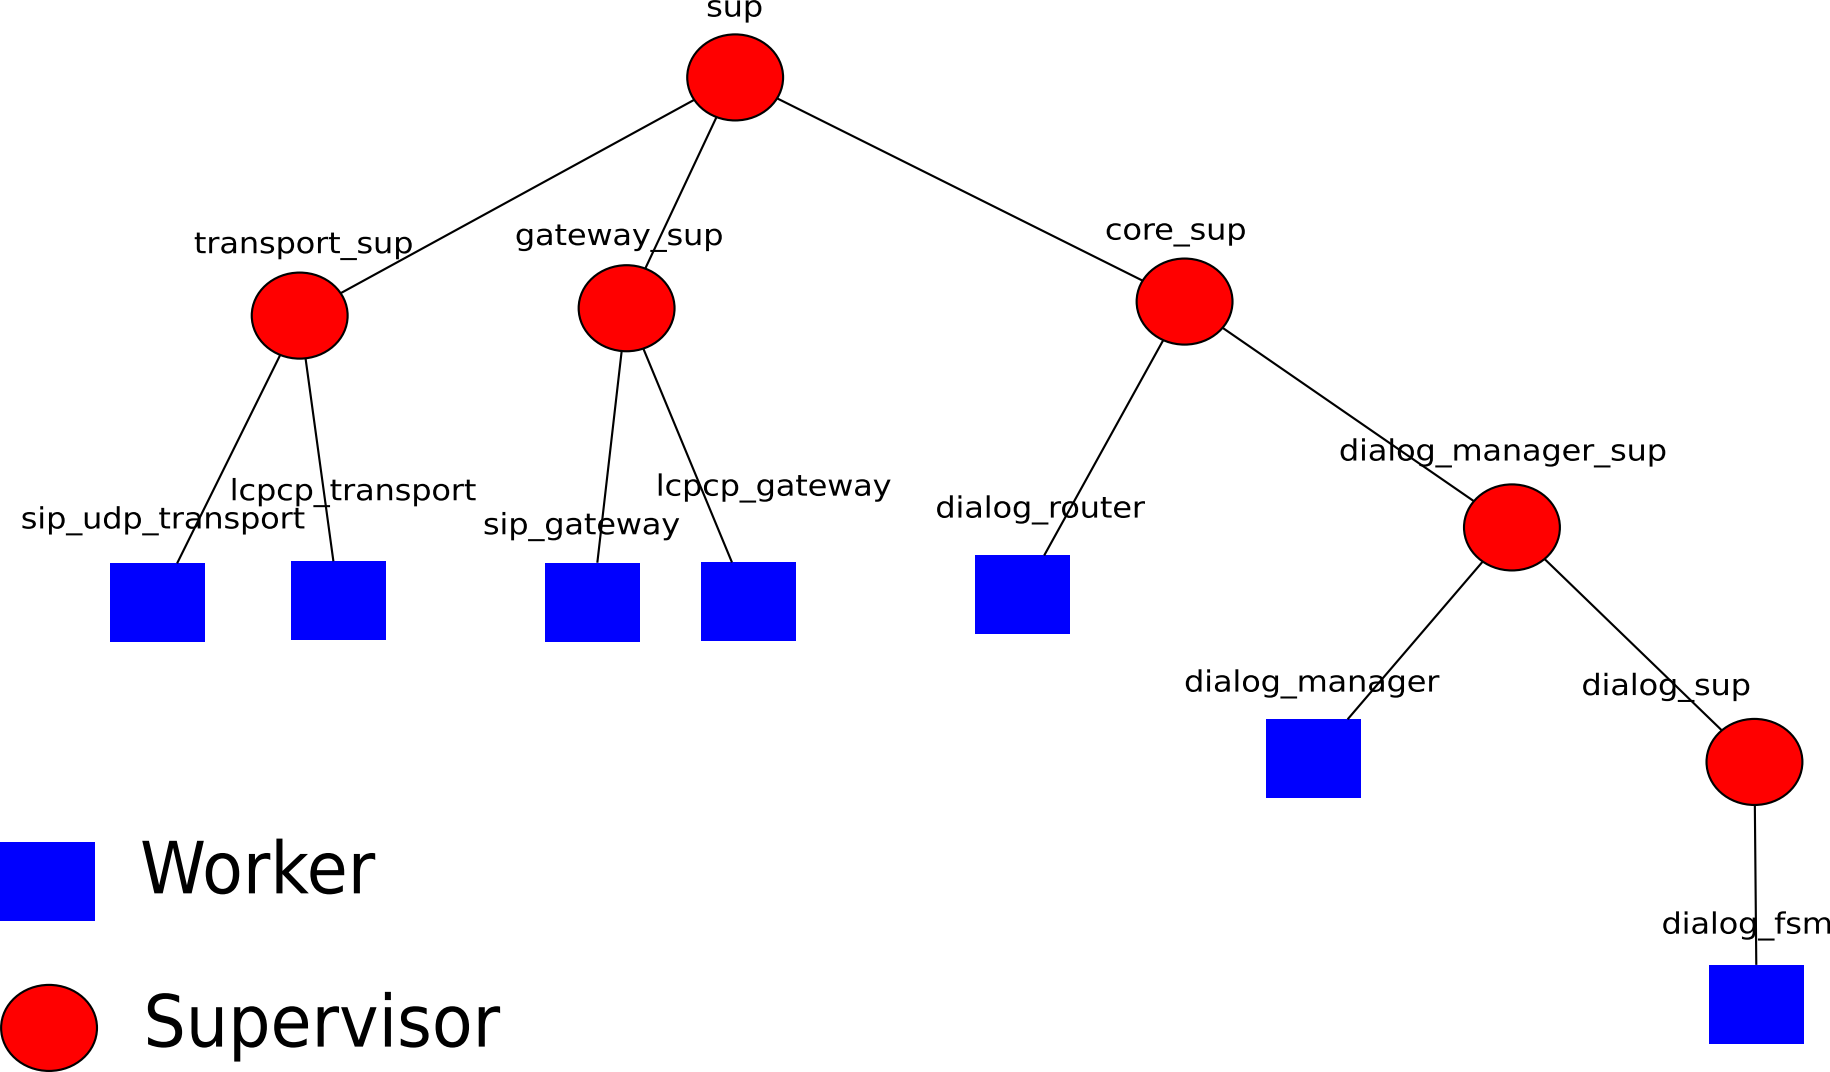 sup
transport_sup
gateway_sup
core_sup
dialog_manager_sup
lcpcp_transport
lcpcp_gateway
sip_udp_transport
sip_gateway
dialog_router
dialog_manager
dialog_sup
Worker
dialog_fsm
Supervisor